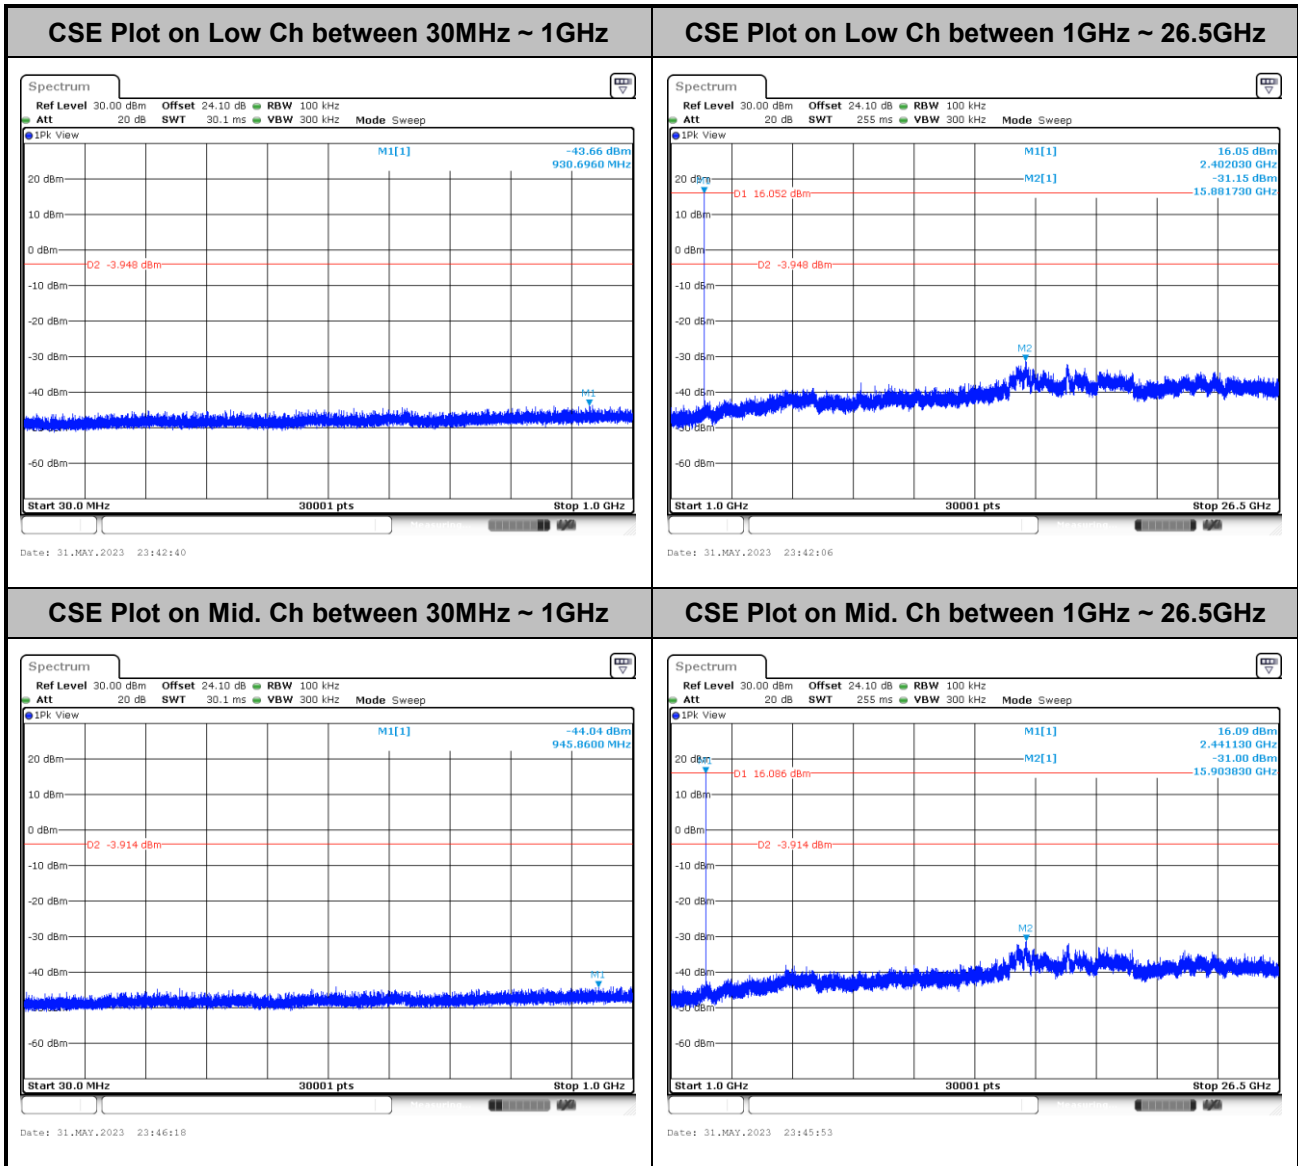 CSE Plot on Low Ch between 30MHz ~ 1GHz
Spectrum
Ref Level 30.00 dBm Offset 24.10 dB RBW 100 kHz
Att 20 dB SWT 30.1 ms VBW 300 kHz Mode Sweep
1Pk View
M1[1] -43.66 dBm
930.6960 MHz
20 dBm
10 dBm
0 dBm
D2 -3.948 dBm
-10 dBm
-20 dBm
-30 dBm
-40 dBm
M1
-60 dBm
Start 30.0 MHz 30001 pts Stop 1.0 GHz
Date: 31.MAY.2023 23:42:40
CSE Plot on Low Ch between 1GHz ~ 26.5GHz
Spectrum
Ref Level 30.00 dBm Offset 24.10 dB RBW 100 kHz
Att 20 dB SWT 255 ms VBW 300 kHz Mode Sweep
1Pk View
M1[1] 16.05 dBm
2.402030 GHz
M2[1] -31.15 dBm
15.881730 GHz
20 dBm
D1 16.052 dBm
10 dBm
0 dBm
D2 -3.948 dBm
-10 dBm
-20 dBm
-30 dBm
M2
-40 dBm
-50 dBm
-60 dBm
Start 1.0 GHz 30001 pts Stop 26.5 GHz
Date: 31.MAY.2023 23:42:06
CSE Plot on Mid. Ch between 30MHz ~ 1GHz
Spectrum
Ref Level 30.00 dBm Offset 24.10 dB RBW 100 kHz
Att 20 dB SWT 30.1 ms VBW 300 kHz Mode Sweep
1Pk View
M1[1] -44.04 dBm
945.8600 MHz
20 dBm
10 dBm
0 dBm
D2 -3.914 dBm
-10 dBm
-20 dBm
-30 dBm
-40 dBm
M1
-60 dBm
Start 30.0 MHz 30001 pts Stop 1.0 GHz
Date: 31.MAY.2023 23:46:18
CSE Plot on Mid. Ch between 1GHz ~ 26.5GHz
Spectrum
Ref Level 30.00 dBm Offset 24.10 dB RBW 100 kHz
Att 20 dB SWT 255 ms VBW 300 kHz Mode Sweep
1Pk View
M1[1] 16.09 dBm
2.441130 GHz
M2[1] -31.00 dBm
15.903830 GHz
20 dBm
D1 16.086 dBm
10 dBm
0 dBm
D2 -3.914 dBm
-10 dBm
-20 dBm
-30 dBm
M2
-40 dBm
-50 dBm
-60 dBm
Start 1.0 GHz 30001 pts Stop 26.5 GHz
Date: 31.MAY.2023 23:45:53